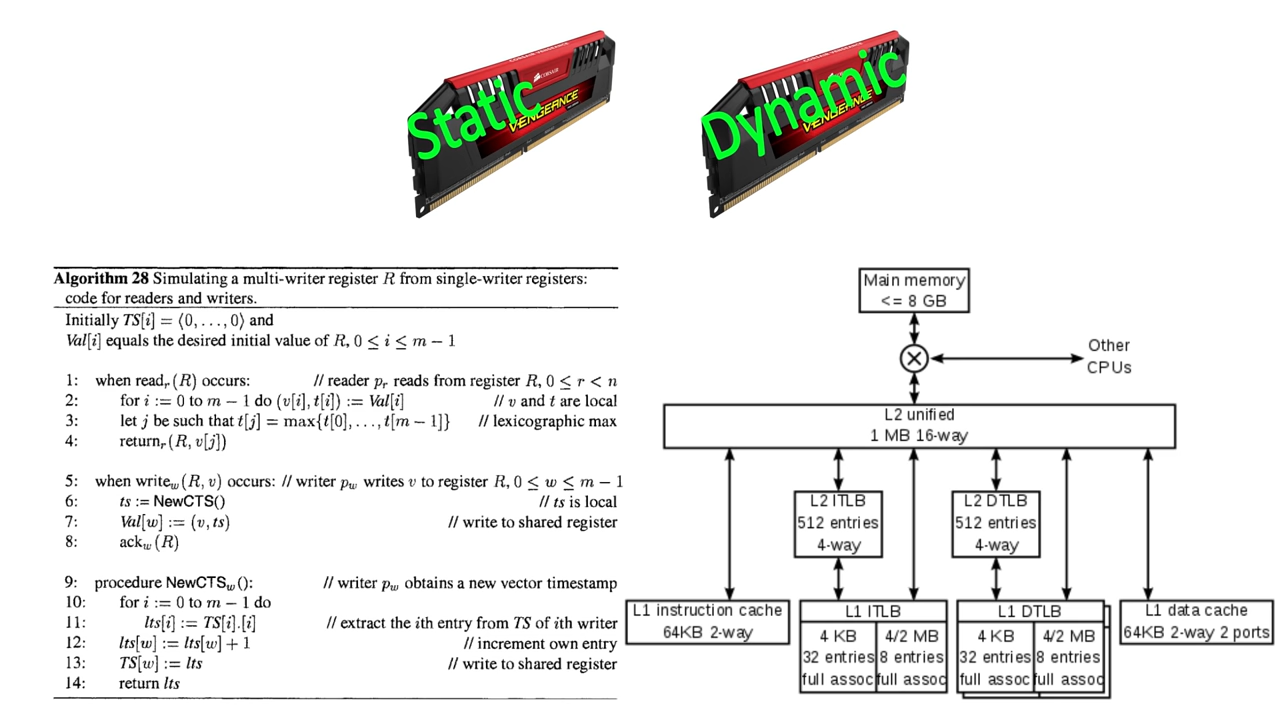 Static
CORSAIR
VENGEANCE
Dynamic
VENGEANCE
Algorithm 28 Simulating a multi-writer register R from single-writer registers:
code for readers and writers.
Initially TS[i] = ⟨0, . . . , 0⟩ and
Val[i] equals the desired initial value of R, 0 ≤ i ≤ m − 1
1: when read_r(R) occurs: // reader p_r reads from register R, 0 ≤ r < n
2: for i := 0 to m − 1 do (v[i], t[i]) := Val[i] // v and t are local
3: let j be such that t[j] = max{t[0], . . . , t[m − 1]} // lexicographic max
4: return_r(R, v[j])
5: when write_w(R, v) occurs: // writer p_w writes v to register R, 0 ≤ w ≤ m − 1
6: ts := NewCTS() // ts is local
7: Val[w] := (v, ts) // write to shared register
8: ack_w(R)
9: procedure NewCTS_w(): // writer p_w obtains a new vector timestamp
10: for i := 0 to m − 1 do
11: lts[i] := TS[i].[i] // extract the ith entry from TS of ith writer
12: lts[w] := lts[w] + 1 // increment own entry
13: TS[w] := lts // write to shared register
14: return lts
Main memory
<= 8 GB
Other
CPUs
L2 unified
1 MB 16-way
L2 ITLB
512 entries
4-way
L2 DTLB
512 entries
4-way
L1 instruction cache
64KB 2-way
L1 ITLB
4 KB
32 entries
full assoc
4/2 MB
8 entries
full assoc
L1 DTLB
4 KB
32 entries
full assoc
4/2 MB
8 entries
full assoc
L1 data cache
64KB 2-way 2 ports